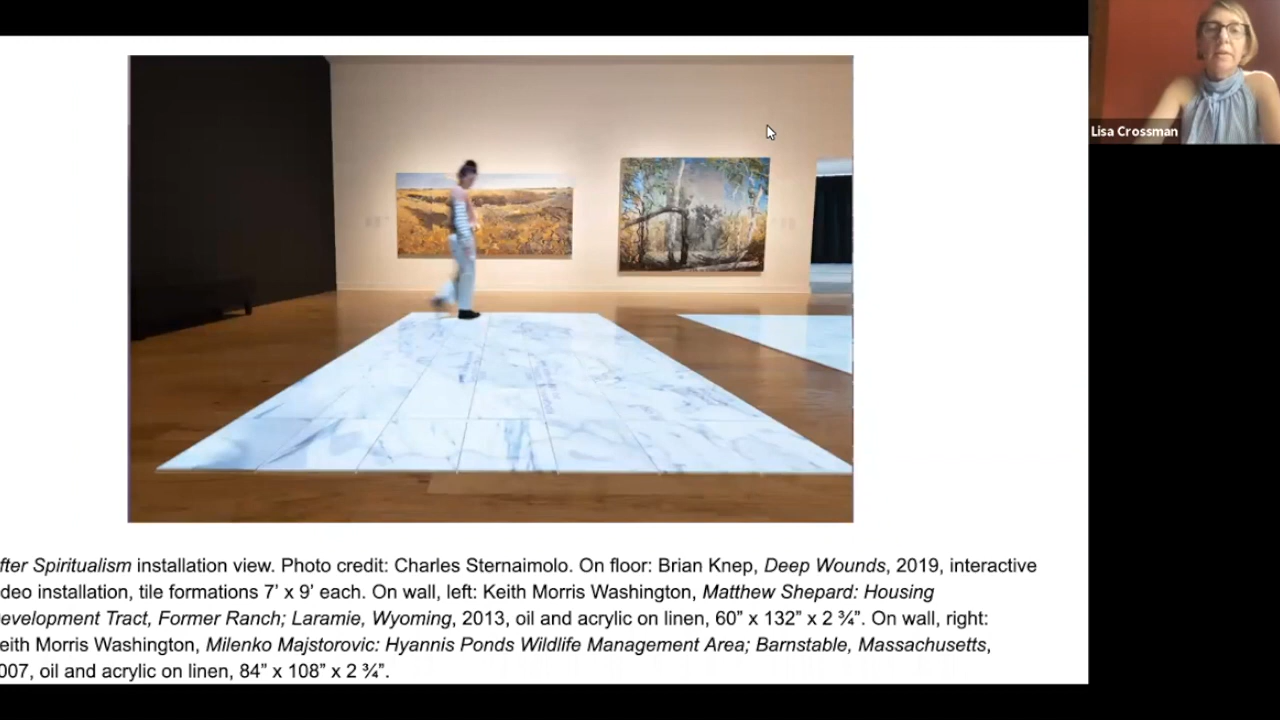 Lisa Crossman
fter Spiritualism installation view. Photo credit: Charles Sternaimolo. On floor: Brian Knep, Deep Wounds, 2019, interactive
deo installation, tile formations 7’ x 9’ each. On wall, left: Keith Morris Washington, Matthew Shepard: Housing
evelopment Tract, Former Ranch; Laramie, Wyoming, 2013, oil and acrylic on linen, 60” x 132” x 2 ¾”. On wall, right:
eith Morris Washington, Milenko Majstorovic: Hyannis Ponds Wildlife Management Area; Barnstable, Massachusetts,
007, oil and acrylic on linen, 84” x 108” x 2 ¾”.